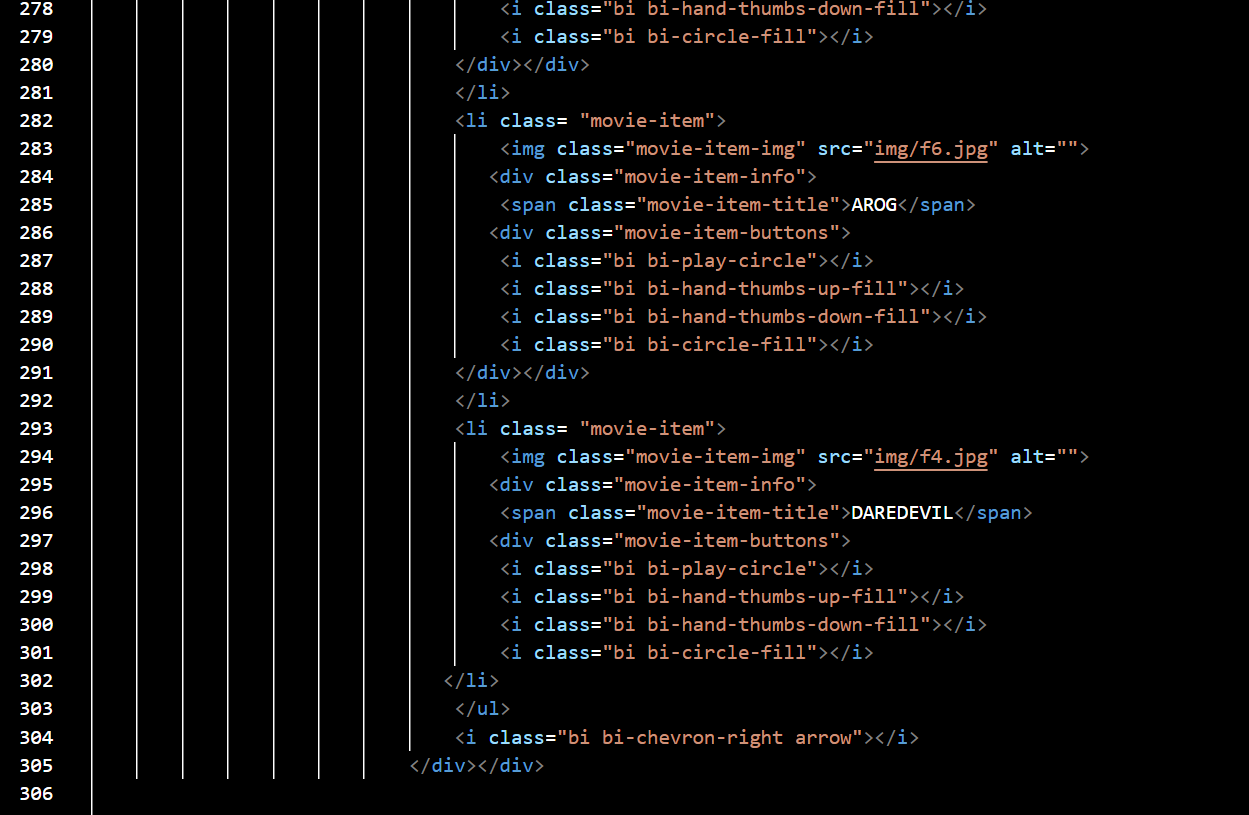 278 <i class="bi bi-hand-thumbs-down-fill"></i>
279 <i class="bi bi-circle-fill"></i>
280 </div></div>
281 </li>
282 <li class= "movie-item">
283 <img class="movie-item-img" src="img/f6.jpg" alt="">
284 <div class="movie-item-info">
285 <span class="movie-item-title">AROG</span>
286 <div class="movie-item-buttons">
287 <i class="bi bi-play-circle"></i>
288 <i class="bi bi-hand-thumbs-up-fill"></i>
289 <i class="bi bi-hand-thumbs-down-fill"></i>
290 <i class="bi bi-circle-fill"></i>
291 </div></div>
292 </li>
293 <li class= "movie-item">
294 <img class="movie-item-img" src="img/f4.jpg" alt="">
295 <div class="movie-item-info">
296 <span class="movie-item-title">DAREDEVIL</span>
297 <div class="movie-item-buttons">
298 <i class="bi bi-play-circle"></i>
299 <i class="bi bi-hand-thumbs-up-fill"></i>
300 <i class="bi bi-hand-thumbs-down-fill"></i>
301 <i class="bi bi-circle-fill"></i>
302 </li>
303 </ul>
304 <i class="bi bi-chevron-right arrow"></i>
305 </div></div>
306